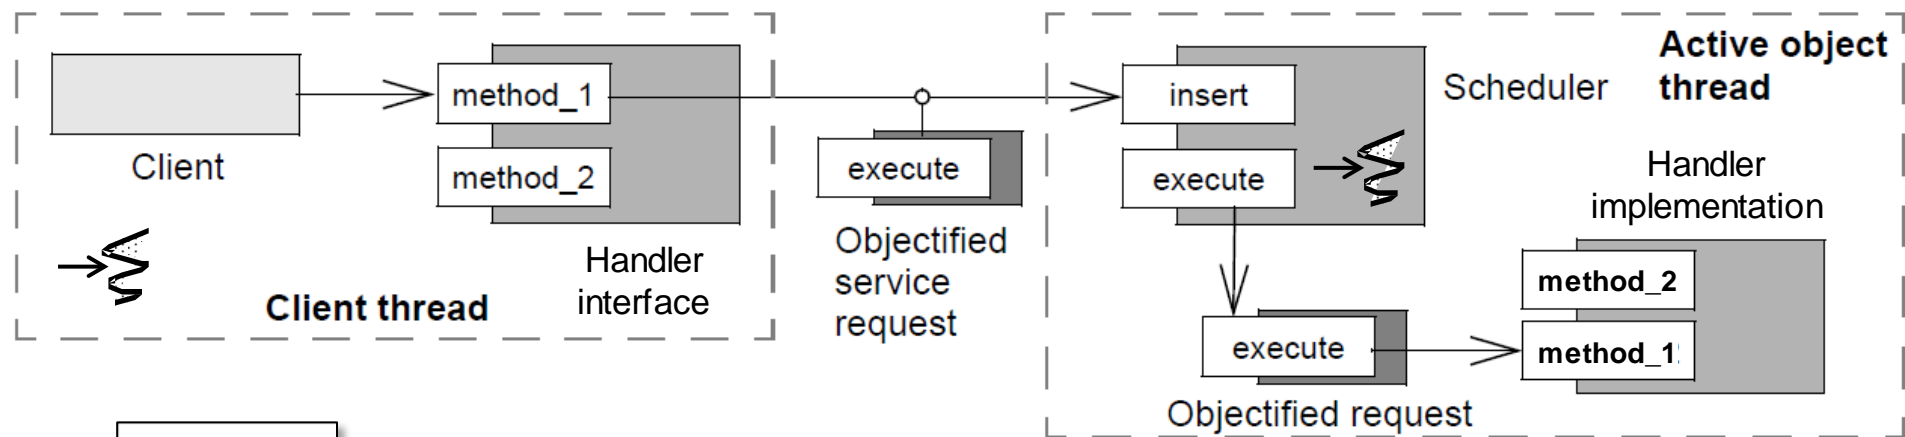 Client
method_1
method_2
Handler
interface
Client thread
execute
Objectified
service
request
insert
execute
Scheduler
Active object
thread
Handler
implementation
method_2
method_1
execute
Objectified request